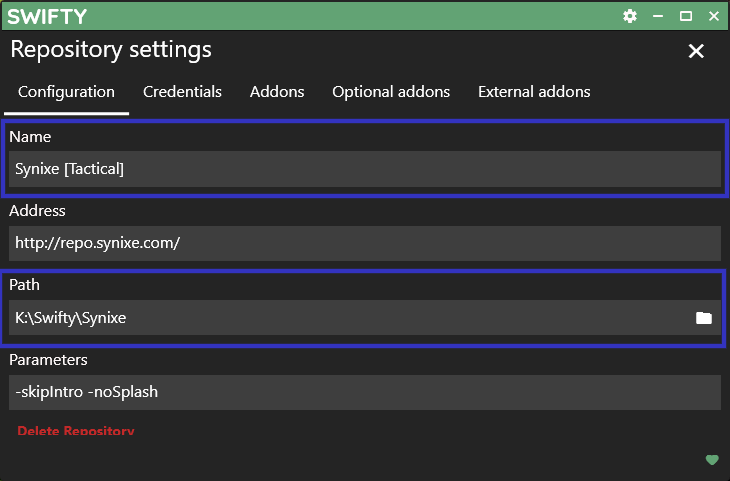 SWIFTY
Repository settings
Configuration Credentials Addons Optional addons External addons
Name
Synixe [Tactical]
Address
http://repo.synixe.com/
Path
K:\Swifty\Synixe
Parameters
-skipIntro -noSplash
Delete Repository